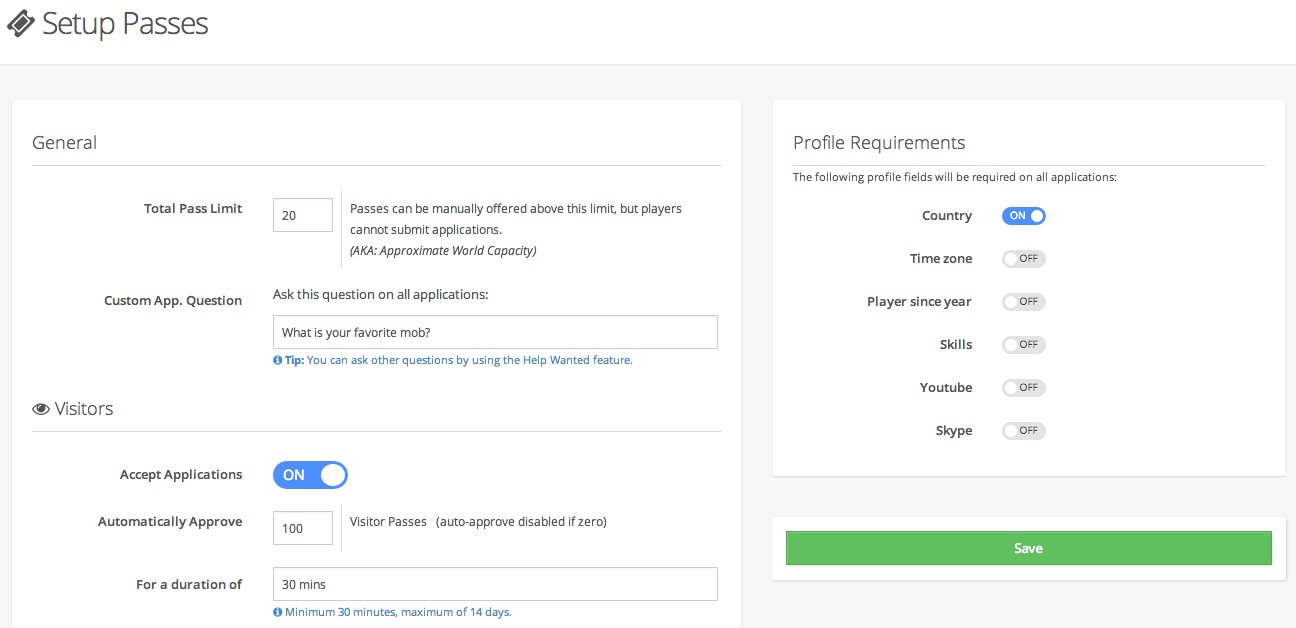 Setup Passes
General
Total Pass Limit
20
Passes can be manually offered above this limit, but players
cannot submit applications.
(AKA: Approximate World Capacity)
Custom App. Question
Ask this question on all applications:
What is your favorite mob?
Tip: You can ask other questions by using the Help Wanted feature.
Visitors
Accept Applications
ON
Automatically Approve
100
Visitor Passes (auto-approve disabled if zero)
For a duration of
30 mins
Minimum 30 minutes, maximum of 14 days.
Profile Requirements
The following profile fields will be required on all applications:
Country
ON
Time zone
OFF
Player since year
OFF
Skills
OFF
Youtube
OFF
Skype
OFF
Save